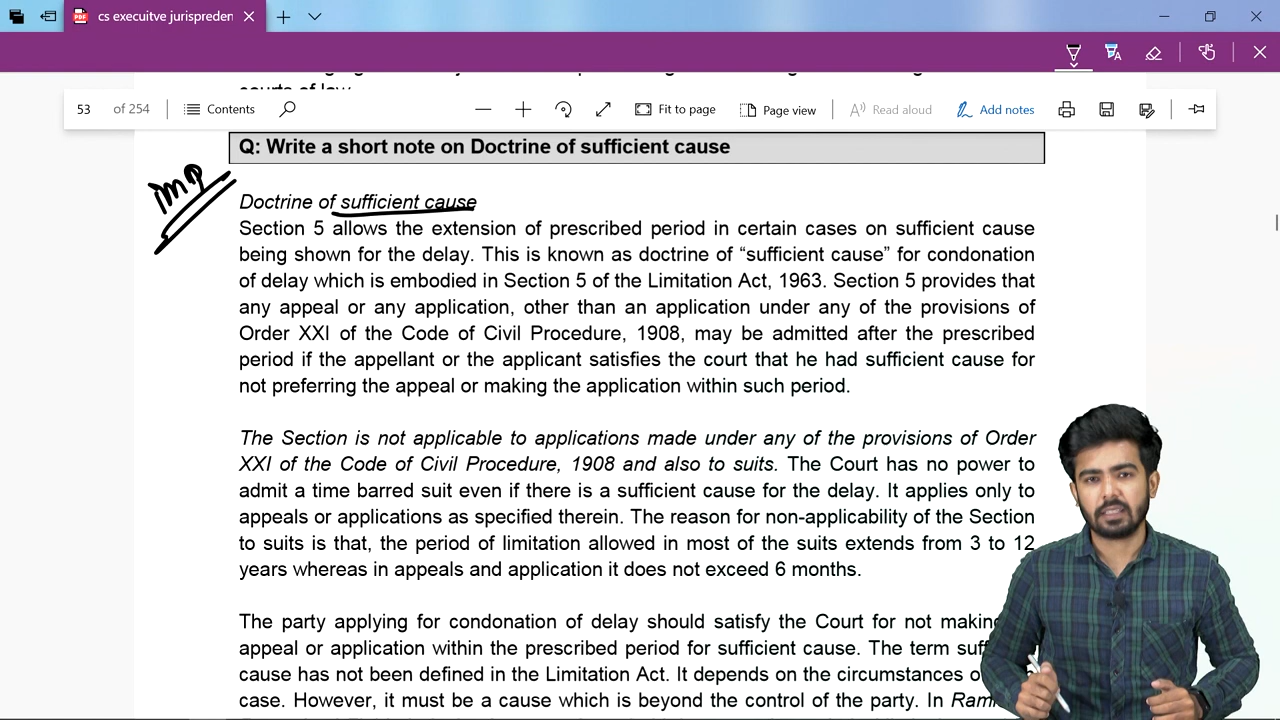 cs execuitve jurispreden
53 of 254 Contents Fit to page Page view Read aloud Add notes
courts of law
Q: Write a short note on Doctrine of sufficient cause
Imp
Doctrine of sufficient cause
Section 5 allows the extension of prescribed period in certain cases on sufficient cause
being shown for the delay. This is known as doctrine of “sufficient cause” for condonation
of delay which is embodied in Section 5 of the Limitation Act, 1963. Section 5 provides that
any appeal or any application, other than an application under any of the provisions of
Order XXI of the Code of Civil Procedure, 1908, may be admitted after the prescribed
period if the appellant or the applicant satisfies the court that he had sufficient cause for
not preferring the appeal or making the application within such period.
The Section is not applicable to applications made under any of the provisions of Order
XXI of the Code of Civil Procedure, 1908 and also to suits. The Court has no power to
admit a time barred suit even if there is a sufficient cause for the delay. It applies only to
appeals or applications as specified therein. The reason for non-applicability of the Section
to suits is that, the period of limitation allowed in most of the suits extends from 3 to 12
years whereas in appeals and application it does not exceed 6 months.
The party applying for condonation of delay should satisfy the Court for not making
appeal or application within the prescribed period for sufficient cause. The term
cause has not been defined in the Limitation Act. It depends on the circumstances
case. However, it must be a cause which is beyond the control of the party. In